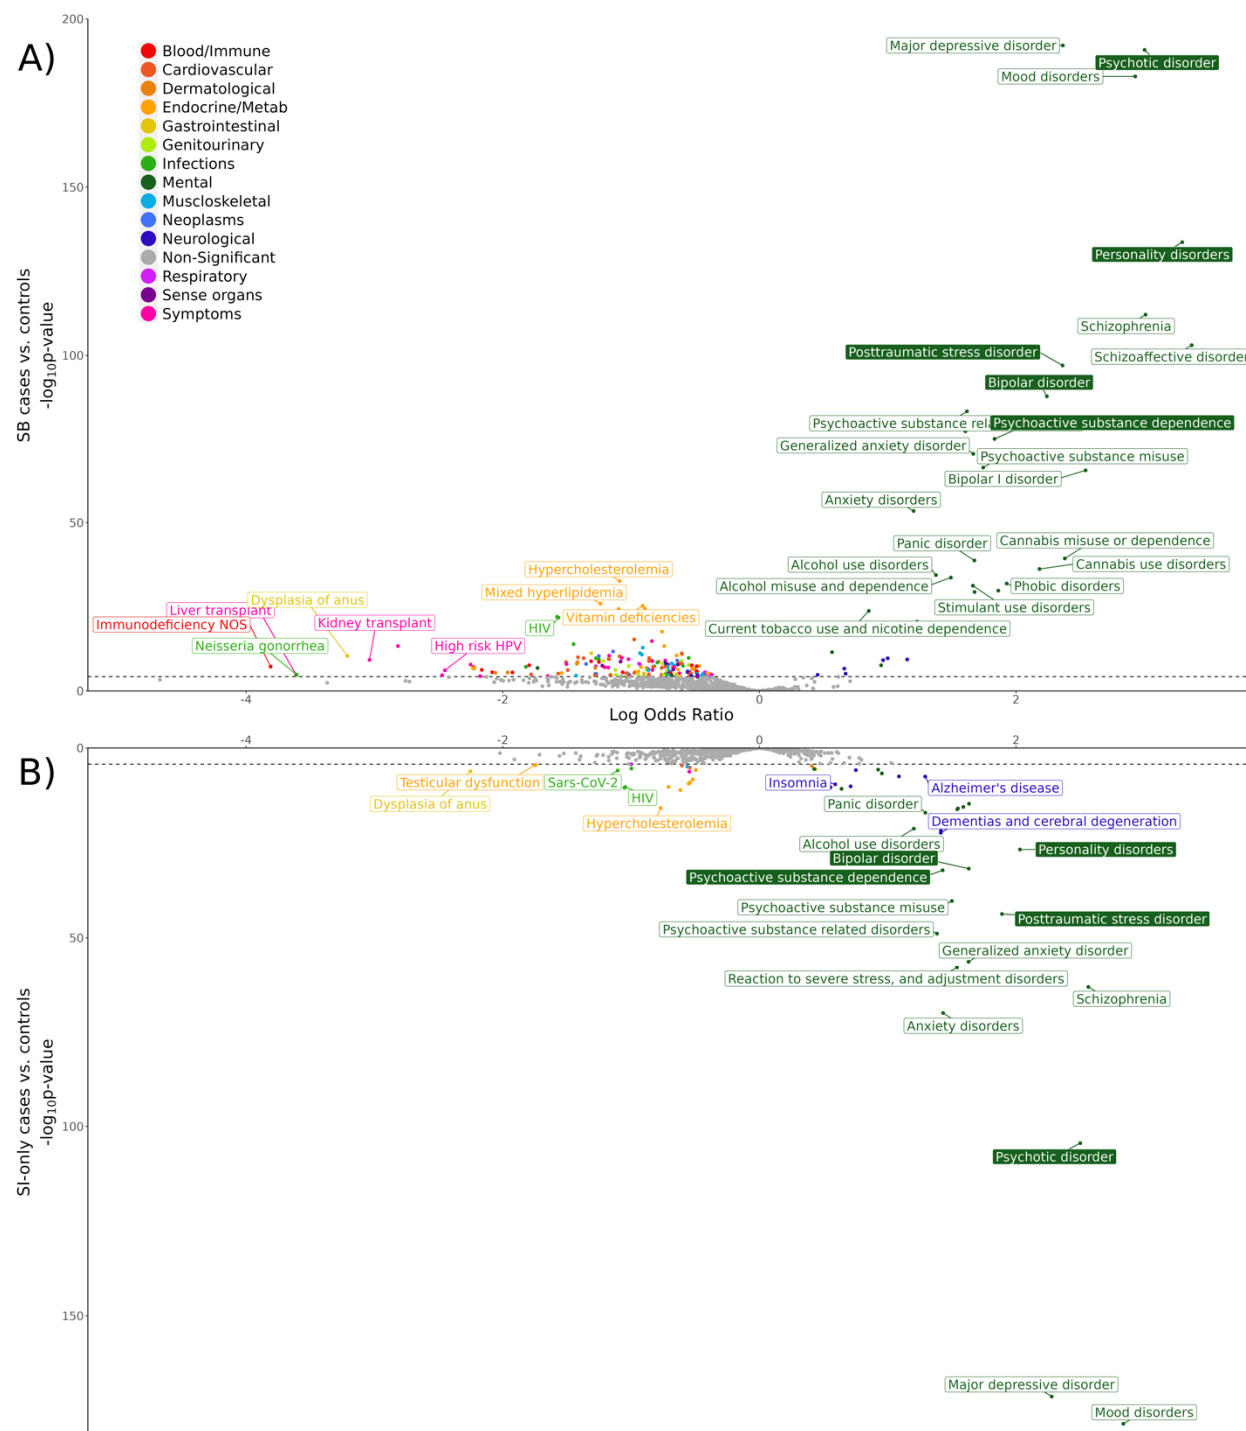 A)
200
150
100
50
0
SB cases vs. controls
-log10p-value
Blood/Immune
Cardiovascular
Dermatological
Endocrine/Metab
Gastrointestinal
Genitourinary
Infections
Mental
Muscloskeletal
Neoplasms
Neurological
Non-Significant
Respiratory
Sense organs
Symptoms
Major depressive disorder
Psychotic disorder
Mood disorders
Personality disorders
Schizophrenia
Posttraumatic stress disorder
Schizoaffective disorder
Bipolar disorder
Psychoactive substance rela
Psychoactive substance dependence
Generalized anxiety disorder
Psychoactive substance misuse
Bipolar I disorder
Anxiety disorders
Panic disorder
Cannabis misuse or dependence
Alcohol use disorders
Cannabis use disorders
Hypercholesterolemia
Alcohol misuse and dependence
Phobic disorders
Mixed hyperlipidemia
Dysplasia of anus
Stimulant use disorders
Liver transplant
Vitamin deficiencies
Immunodeficiency NOS
Kidney transplant
HIV
Current tobacco use and nicotine dependence
Neisseria gonorrhea
High risk HPV
-4
-2
0
2
Log Odds Ratio
-4
-2
0
2
B)
0
50
100
150
SI-only cases vs. controls
-log10p-value
Testicular dysfunction
Sars-CoV-2
Insomnia
Alzheimer's disease
Dysplasia of anus
HIV
Panic disorder
Hypercholesterolemia
Dementias and cerebral degeneration
Alcohol use disorders
Personality disorders
Bipolar disorder
Psychoactive substance dependence
Psychoactive substance misuse
Posttraumatic stress disorder
Psychoactive substance related disorders
Generalized anxiety disorder
Reaction to severe stress, and adjustment disorders
Schizophrenia
Anxiety disorders
Psychotic disorder
Major depressive disorder
Mood disorders